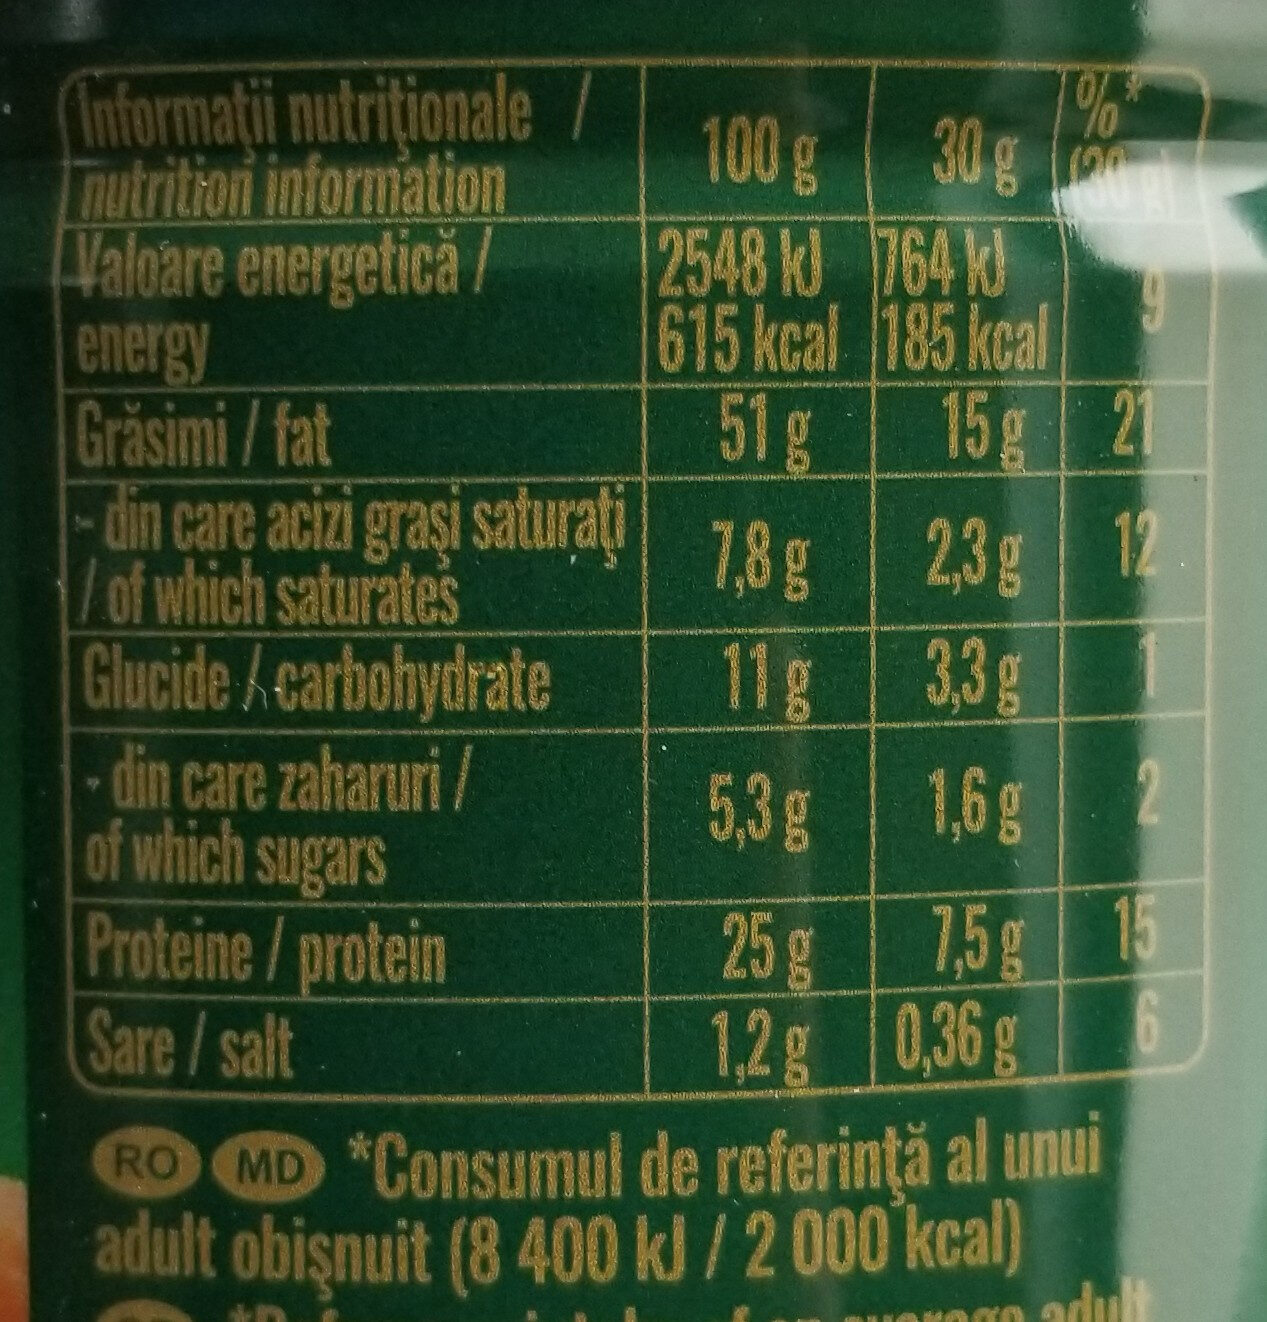 Informații nutriționale /
nutrition information
100 g
30 g
%*
(30 g)
Valoare energetică /
energy
2548 kJ
615 kcal
764 kJ
185 kcal
9
Grăsimi / fat
51 g
15 g
21
- din care acizi grași saturați
/ of which saturates
7,8 g
2,3 g
12
Glucide / carbohydrate
11 g
3,3 g
1
- din care zaharuri /
of which sugars
5,3 g
1,6 g
2
Proteine / protein
25 g
7,5 g
15
Sare / salt
1,2 g
0,36 g
6
RO MD *Consumul de referință al unui
adult obișnuit (8 400 kJ / 2 000 kcal)
average adult